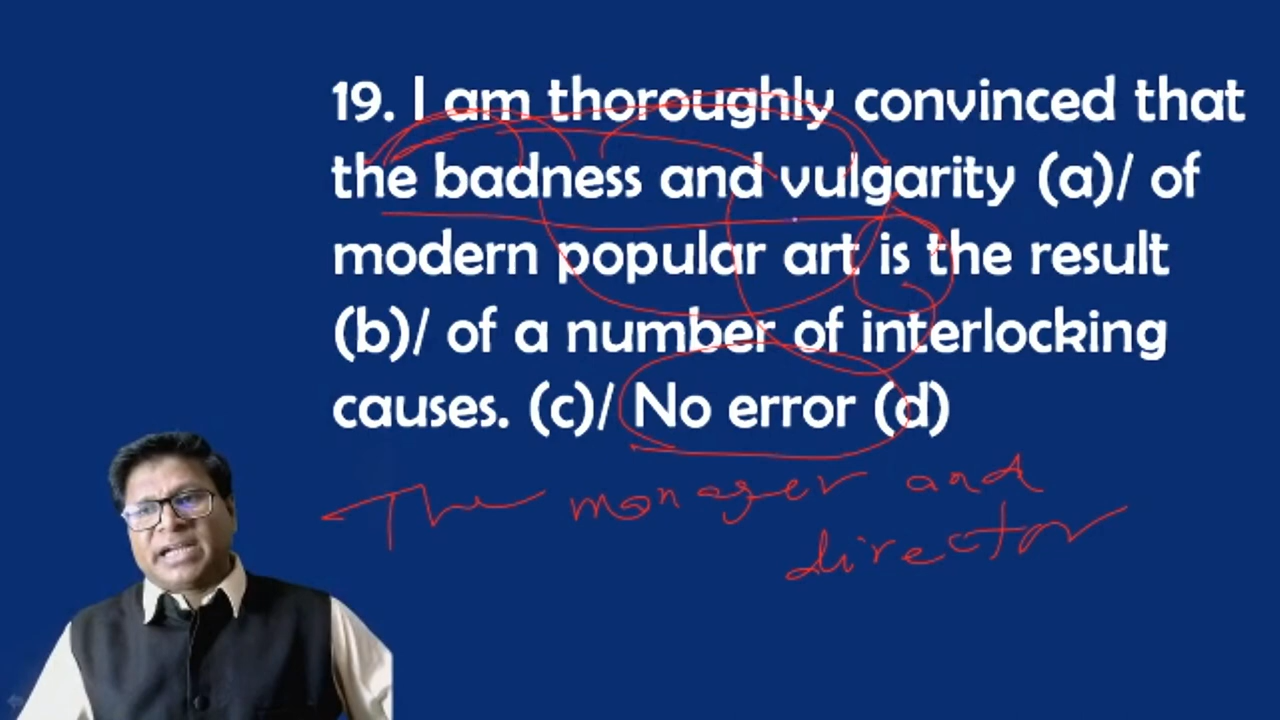 19. I am thoroughly convinced that
the badness and vulgarity (a)/ of
modern popular art is the result
(b)/ of a number of interlocking
causes. (c)/ No error (d)
The manager and
director